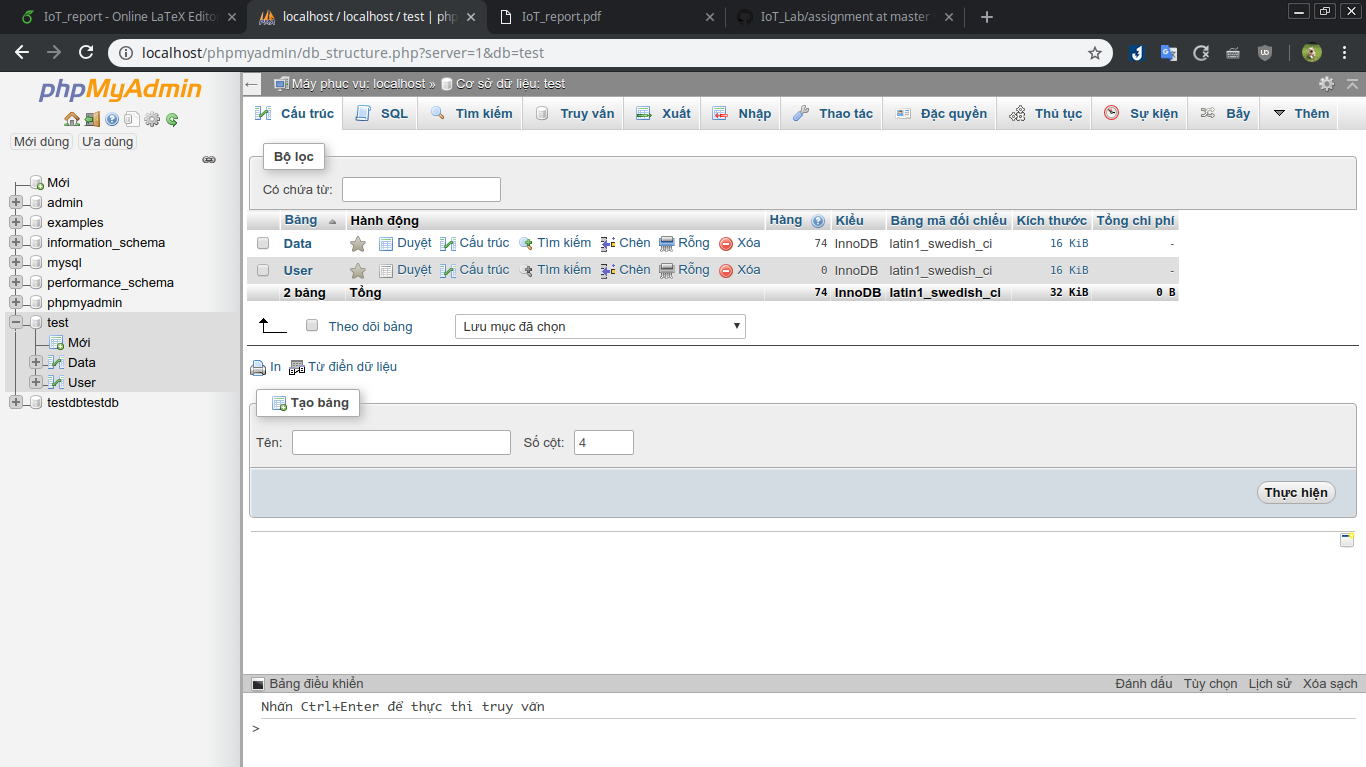 IoT_report - Online LaTeX Editor
localhost / localhost / test | php
IoT_report.pdf
IoT_Lab/assignment at master
localhost/phpmyadmin/db_structure.php?server=1&db=test
phpMyAdmin
Mới dùng Ưa dùng
Mới
admin
examples
information_schema
mysql
performance_schema
phpmyadmin
test
Mới
Data
User
testdbtestdb
Máy phục vụ: localhost » Cơ sở dữ liệu: test
Cấu trúc SQL Tìm kiếm Truy vấn Xuất Nhập Thao tác Đặc quyền Thủ tục Sự kiện Bẫy Thêm
Bộ lọc
Có chứa từ:
Bảng Hành động Hàng Kiểu Bảng mã đối chiếu Kích thước Tổng chi phí
Data Duyệt Cấu trúc Tìm kiếm Chèn Rỗng Xóa 74 InnoDB latin1_swedish_ci 16 KiB -
User Duyệt Cấu trúc Tìm kiếm Chèn Rỗng Xóa 0 InnoDB latin1_swedish_ci 16 KiB -
2 bảng Tổng 74 InnoDB latin1_swedish_ci 32 KiB 0 B
Theo dõi bảng Lưu mục đã chọn
In Từ điển dữ liệu
Tạo bảng
Tên: Số cột: 4
Thực hiện
Bảng điều khiển Đánh dấu Tùy chọn Lịch sử Xóa sạch
Nhấn Ctrl+Enter để thực thi truy vấn
>